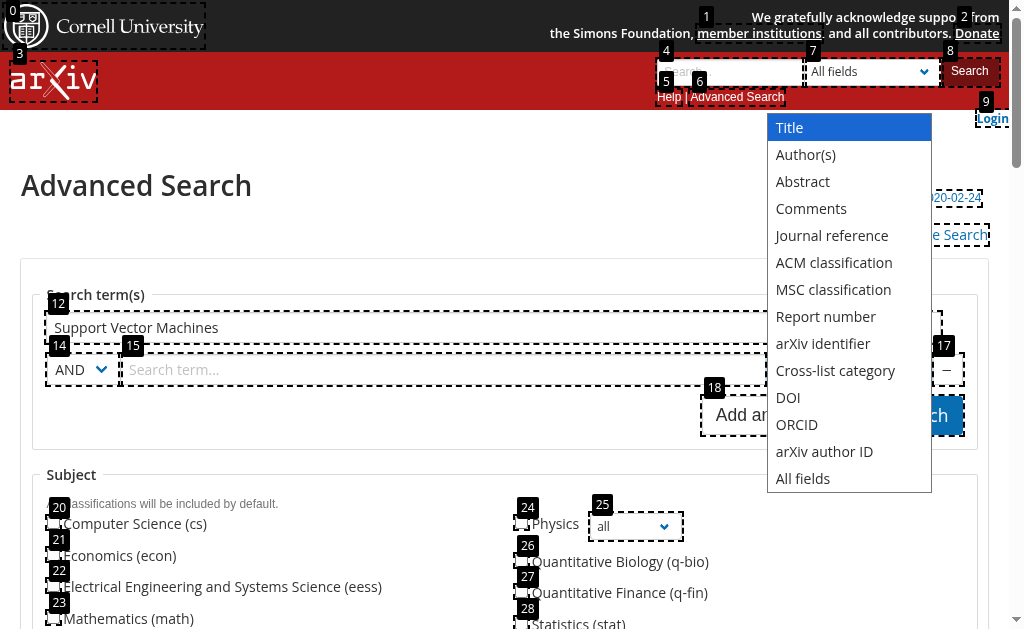 0
Cornell University
1
2
We gratefully acknowledge suppo from
the Simons Foundation, member institutions, and all contributors. Donate
3
arXiv
4
7
8
Search...
All fields
Search
5
6
Help | Advanced Search
9
Login
Title
Author(s)
Abstract
Comments
Journal reference
ACM classification
MSC classification
Report number
arXiv identifier
Cross-list category
DOI
ORCID
arXiv author ID
All fields
Advanced Search
020-02-24
e Search
Search term(s)
12
Support Vector Machines
14
15
17
AND
Search term...
–
18
Add an
ch
Subject
lassifications will be included by default.
20
Computer Science (cs)
21
Economics (econ)
22
Electrical Engineering and Systems Science (eess)
23
Mathematics (math)
24
Physics
25
all
26
Quantitative Biology (q-bio)
27
Quantitative Finance (q-fin)
28
Statistics (stat)